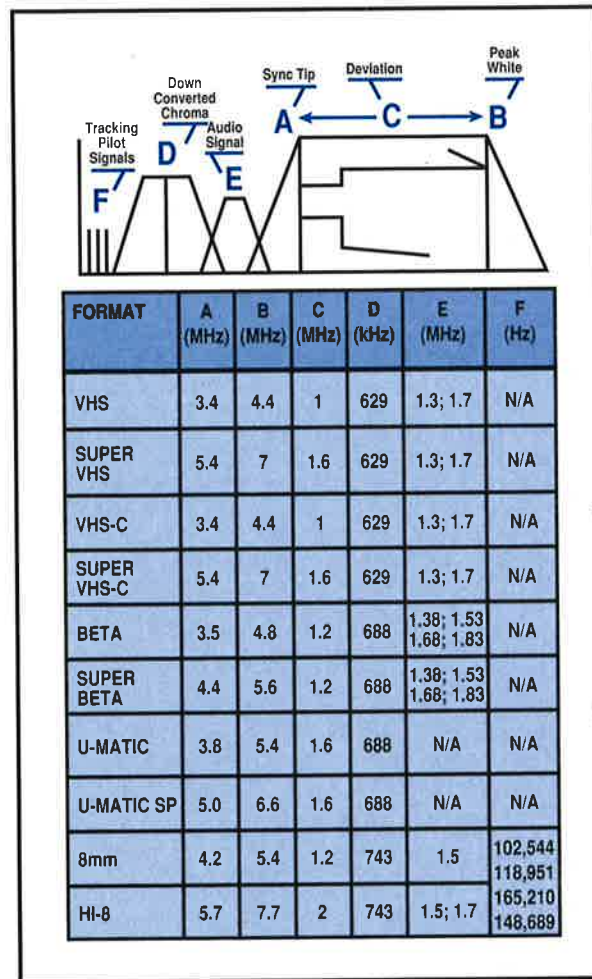 Peak
White
Sync Tip
Deviation
Down
Converted
Chroma
A
C
B
Tracking
Pilot
Signals
D
Audio
Signal
F
E
FORMAT A (MHz) B (MHz) C (MHz) D (kHz) E (MHz) F (Hz)
VHS 3.4 4.4 1 629 1.3; 1.7 N/A
SUPER VHS 5.4 7 1.6 629 1.3; 1.7 N/A
VHS-C 3.4 4.4 1 629 1.3; 1.7 N/A
SUPER VHS-C 5.4 7 1.6 629 1.3; 1.7 N/A
BETA 3.5 4.8 1.2 688 1.38; 1.53 1.68; 1.83 N/A
SUPER BETA 4.4 5.6 1.2 688 1.38; 1.53 1.68; 1.83 N/A
U-MATIC 3.8 5.4 1.6 688 N/A N/A
U-MATIC SP 5.0 6.6 1.6 688 N/A N/A
8mm 4.2 5.4 1.2 743 1.5 102,544 118,951
HI-8 5.7 7.7 2 743 1.5; 1.7 165,210 148,689